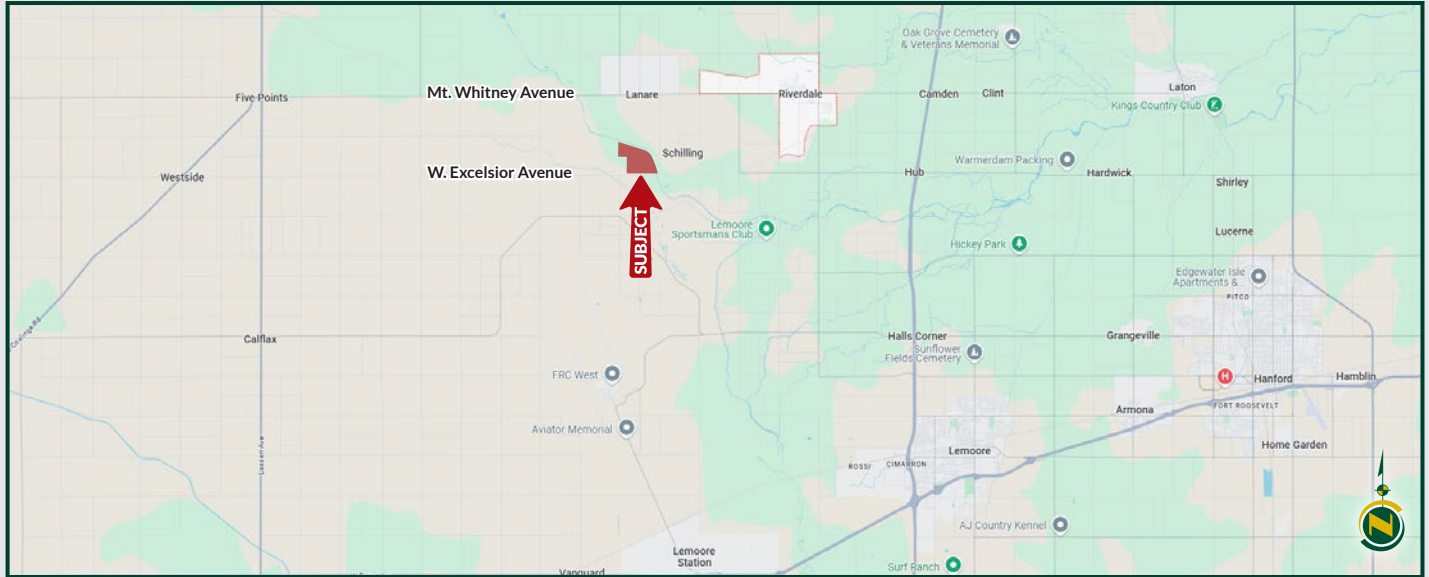 Oak Grove Cemetery
& Veterans Memorial
Five Points
Mt. Whitney Avenue
Lanare
Riverdale
Camden
Clint
Laton
Kings Country Club
Schilling
Warmerdam Packing
Westside
W. Excelsior Avenue
Hub
Hardwick
Shirley
SUBJECT
Lemoore
Sportsmans Club
Lucerne
Hickey Park
Edgewater Isle
Apartments &...
PITCO
Calflax
Halls Corner
Sunflower
Fields Cemetery
Grangeville
FRC West
H
Hanford
Hamblin
Armona
FORT ROOSEVELT
Aviator Memorial
Lassen Ave
Home Garden
Lemoore
ROSSI
CIMARRON
AJ Country Kennel
N
Lemoore
Station
Surf Ranch
Vanguard